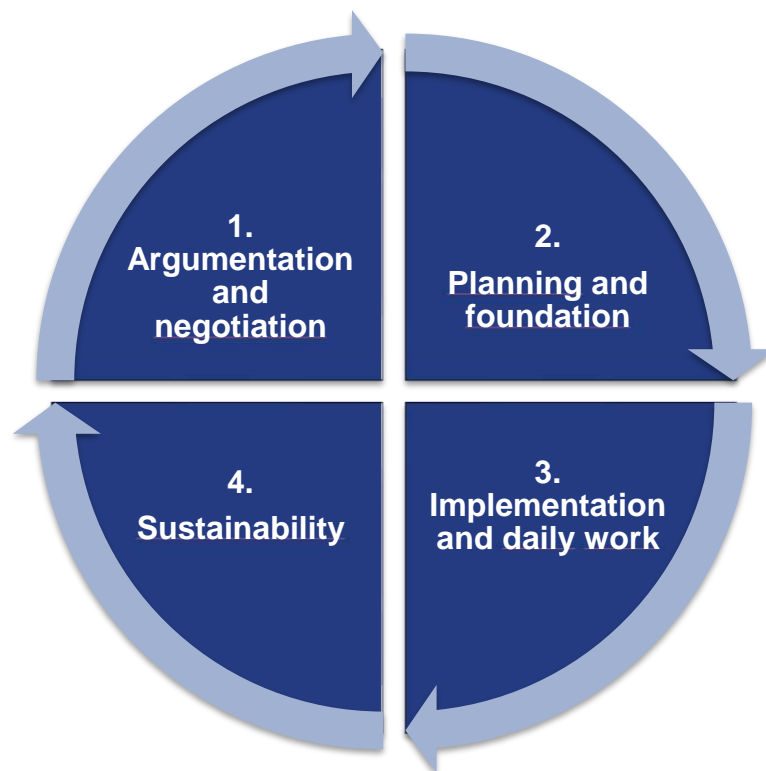 1.
Argumentation
and
negotiation
2.
Planning and
foundation
3.
Implementation
and daily work
4.
Sustainability